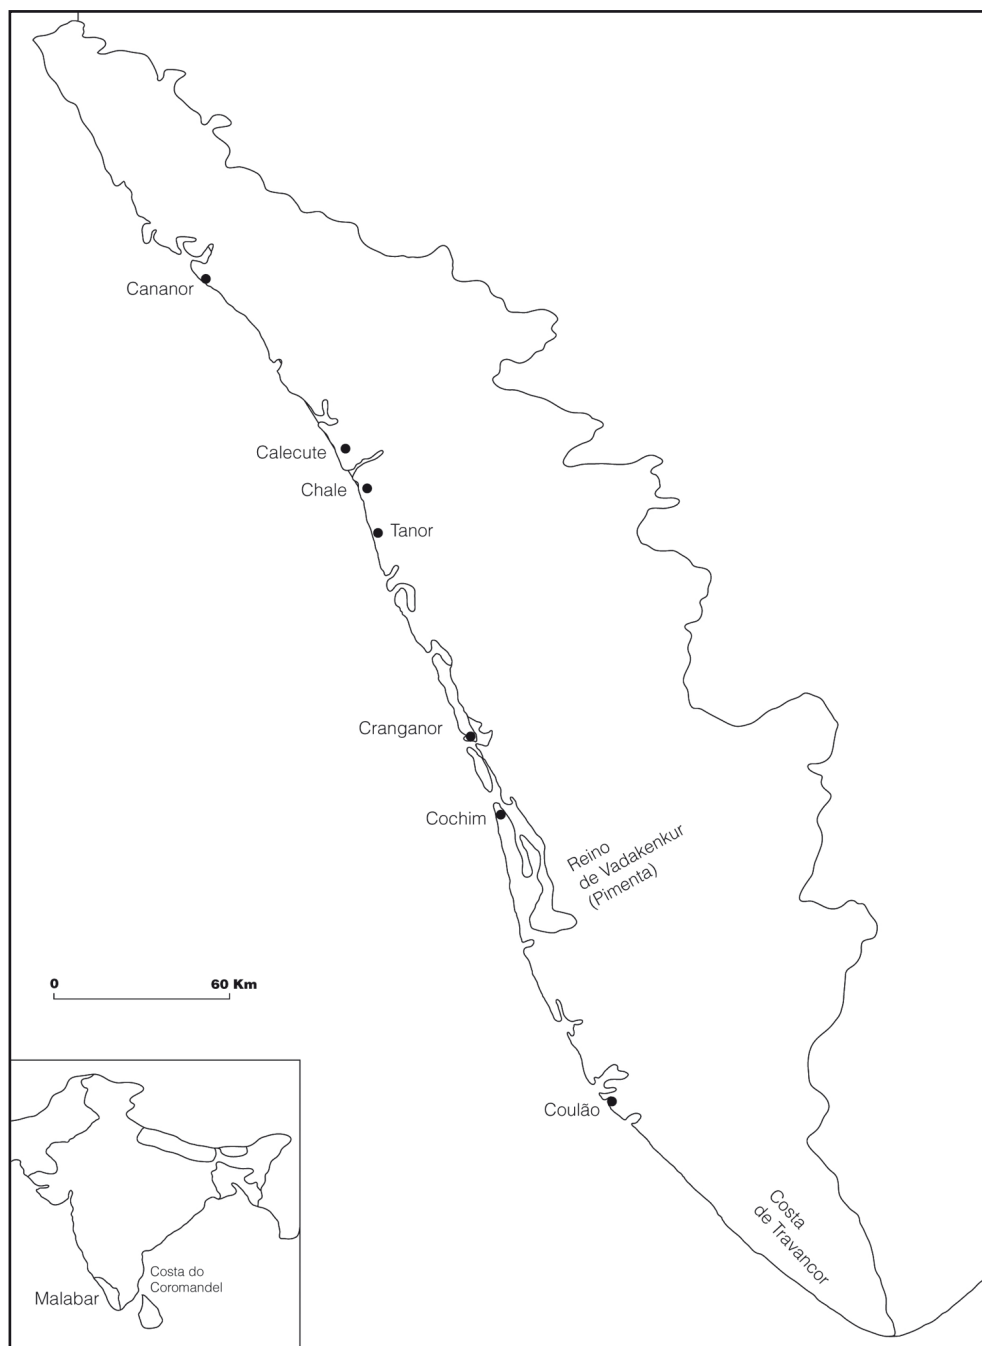 Cananor
Calecute
Chale
Tanor
Cranganor
Cochim
Reino
de Vadakenkur
(Pimenta)
0 60 Km
Coulão
Costa
de Travancor
Costa do
Coromandel
Malabar